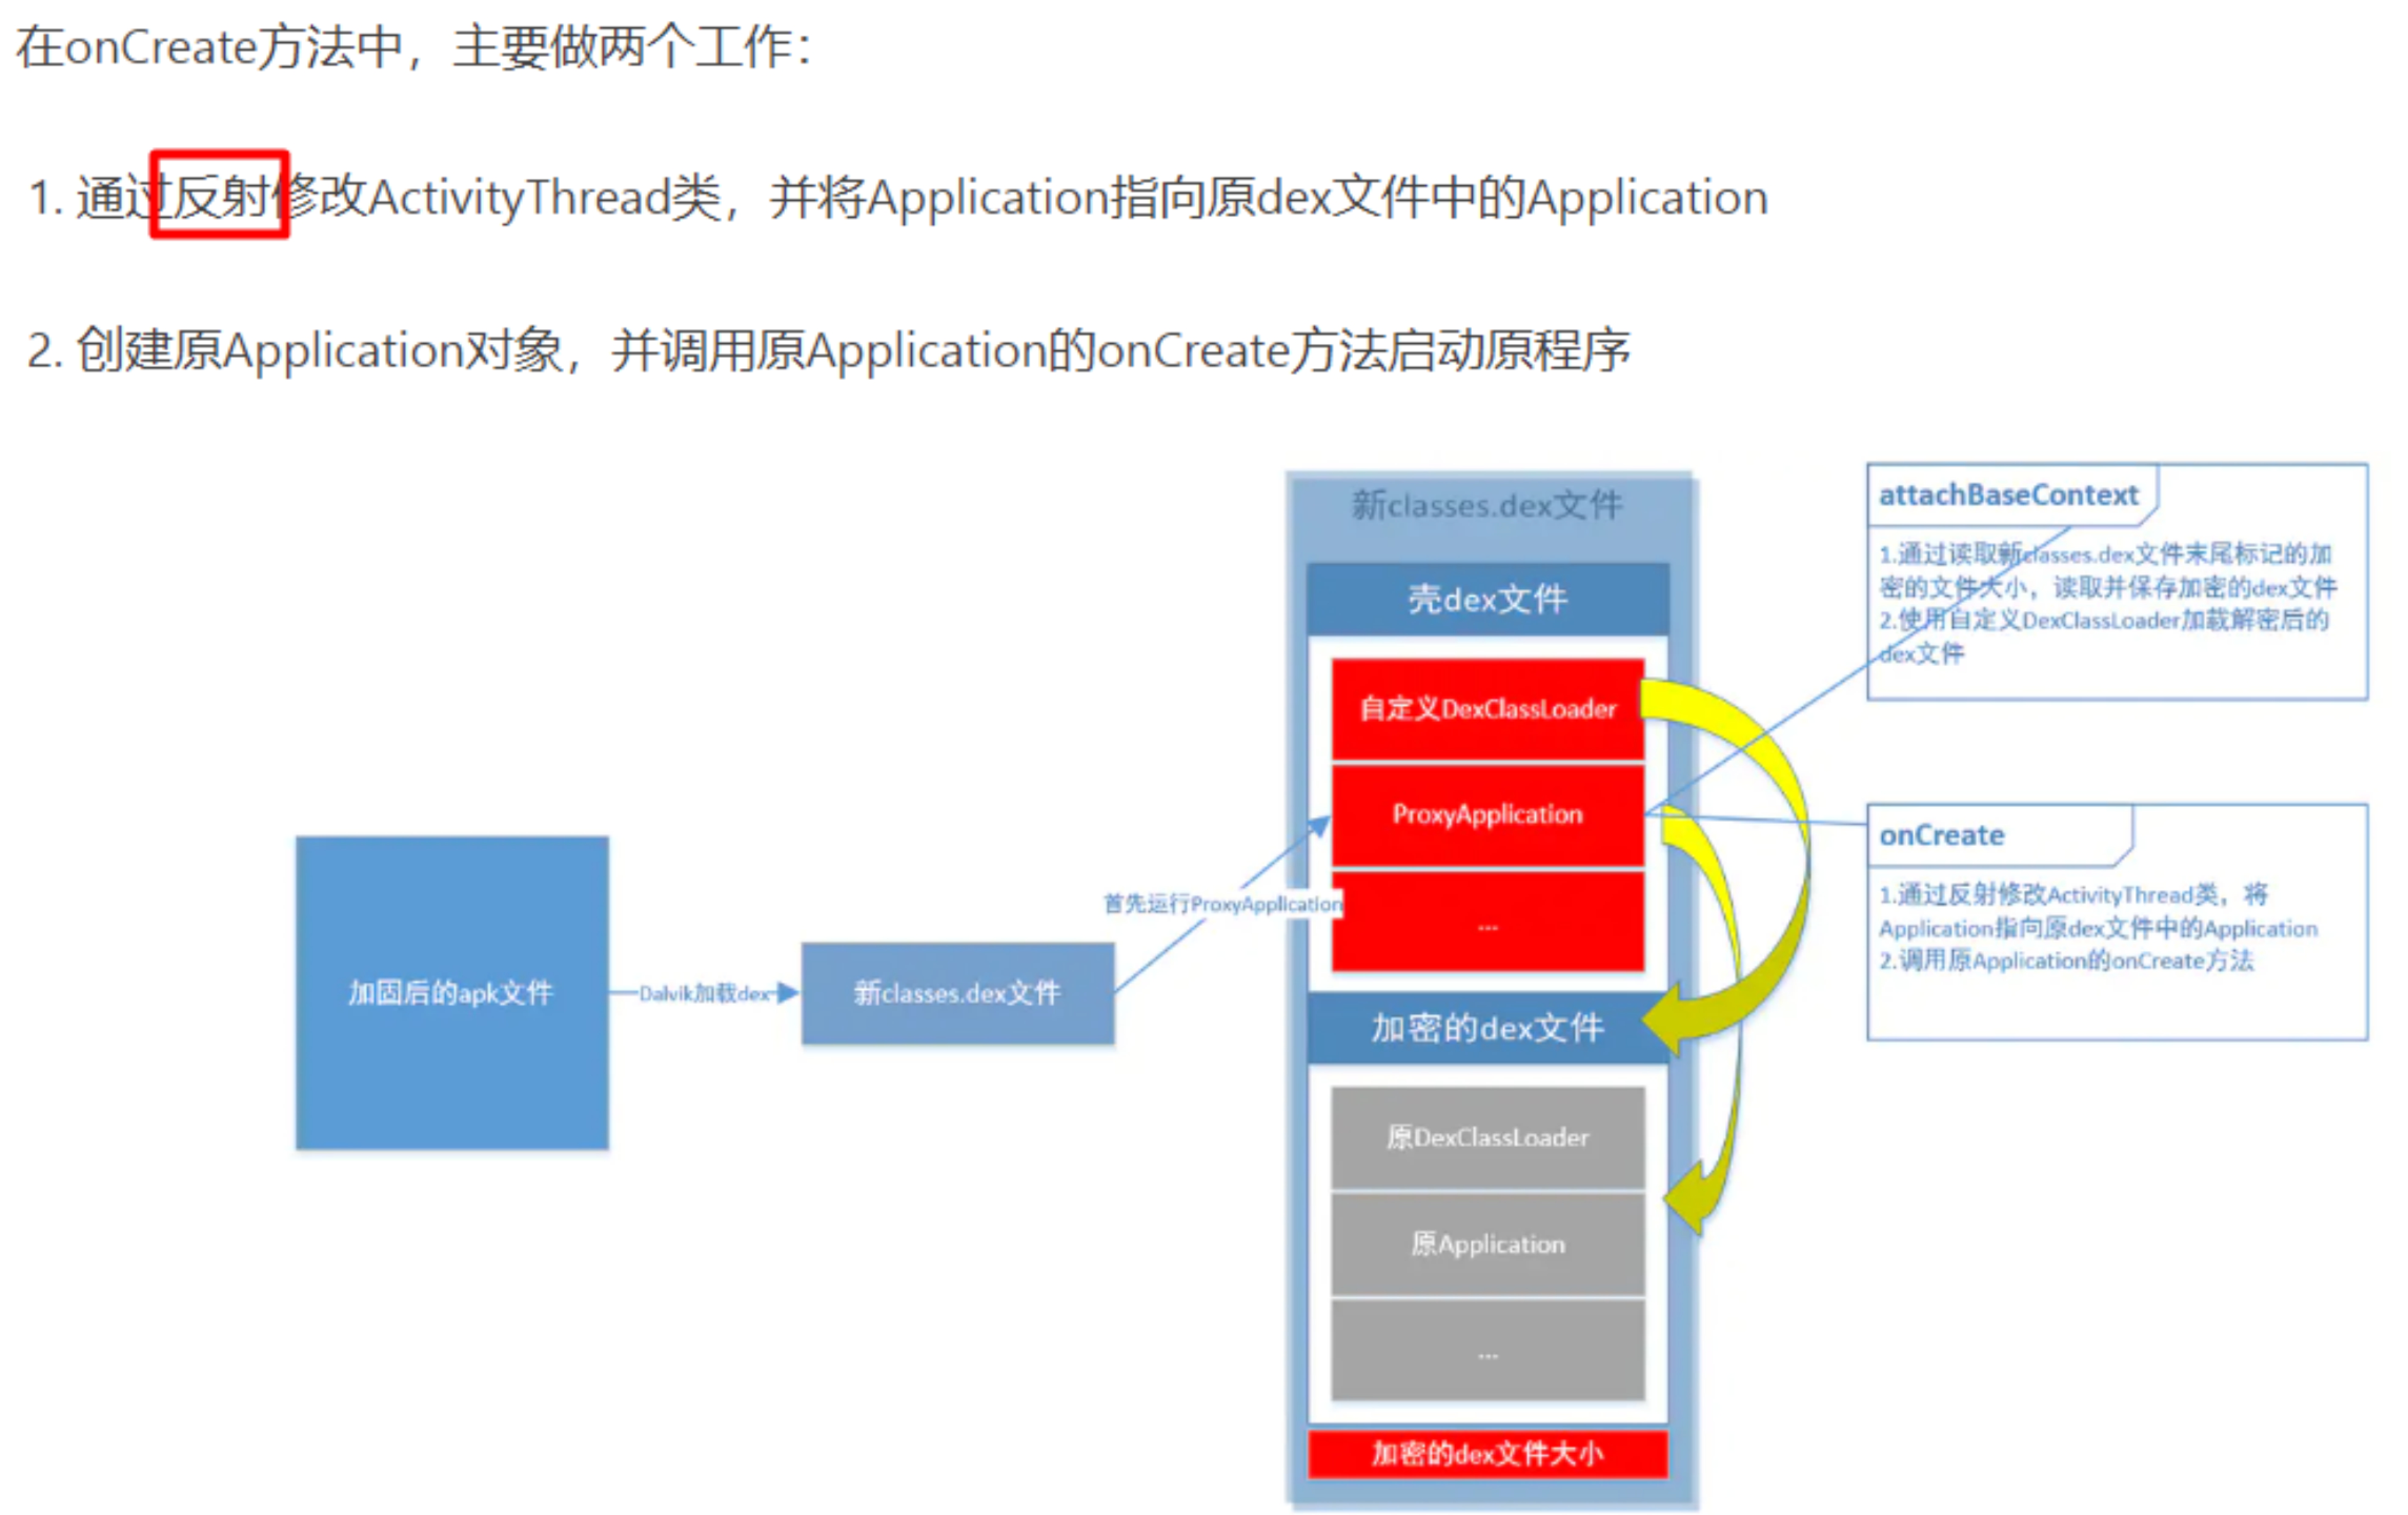 在onCreate方法中，主要做两个工作：
1. 通过反射修改ActivityThread类，并将Application指向原dex文件中的Application
2. 创建原Application对象，并调用原Application的onCreate方法启动原程序
加固后的apk文件
Dalvik加载dex
新classes.dex文件
首先运行ProxyApplication
新classes.dex文件
壳dex文件
自定义DexClassLoader
ProxyApplication
...
加密的dex文件
原DexClassLoader
原Application
...
加密的dex文件大小
attachBaseContext
1.通过读取新classes.dex文件末尾标记的加
密的文件大小，读取并保存加密的dex文件
2.使用自定义DexClassLoader加载解密后的
dex文件
onCreate
1.通过反射修改ActivityThread类，将
Application指向原dex文件中的Application
2.调用原Application的onCreate方法